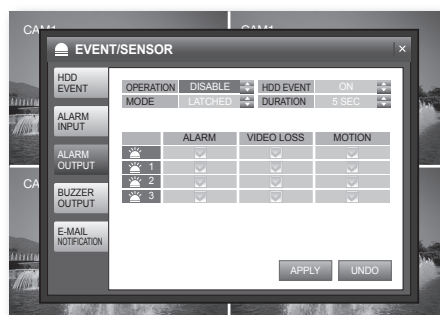 CAM1
CAM1
EVENT/SENSOR
×
HDD EVENT
ALARM INPUT
ALARM OUTPUT
BUZZER OUTPUT
E-MAIL NOTIFICATION
OPERATION DISABLE HDD EVENT ON
MODE LATCHED DURATION 5 SEC
ALARM VIDEO LOSS MOTION
1
2
3
CA
APPLY UNDO